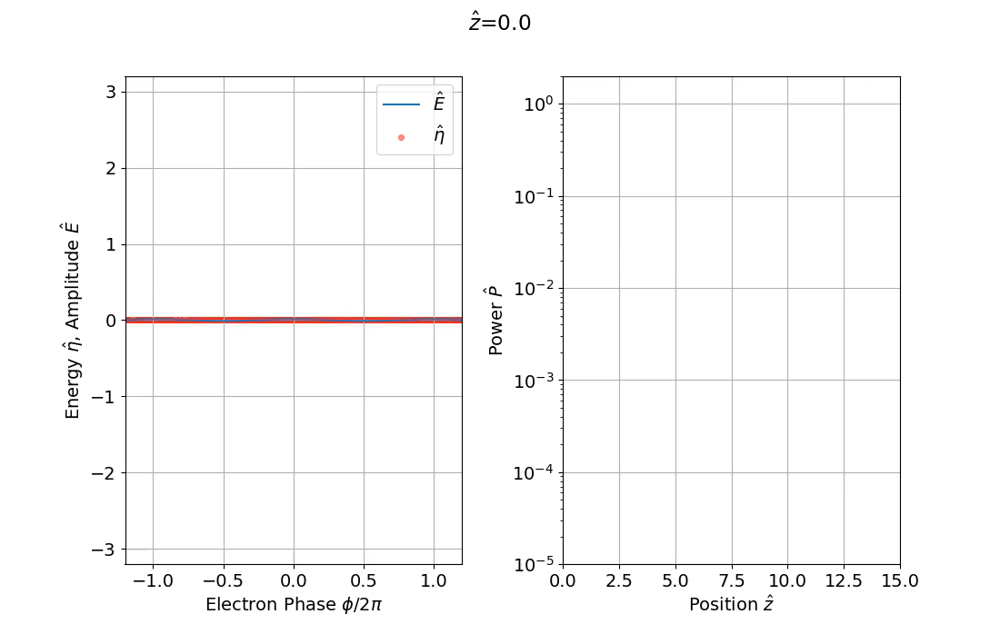 ẑ=0.0
3
2
1
0
−1
−2
−3
Energy η̂, Amplitude Ê
Ê
η̂
−1.0 −0.5 0.0 0.5 1.0
Electron Phase ϕ/2π
10⁰
10⁻¹
10⁻²
10⁻³
10⁻⁴
10⁻⁵
Power P̂
0.0 2.5 5.0 7.5 10.0 12.5 15.0
Position ẑ